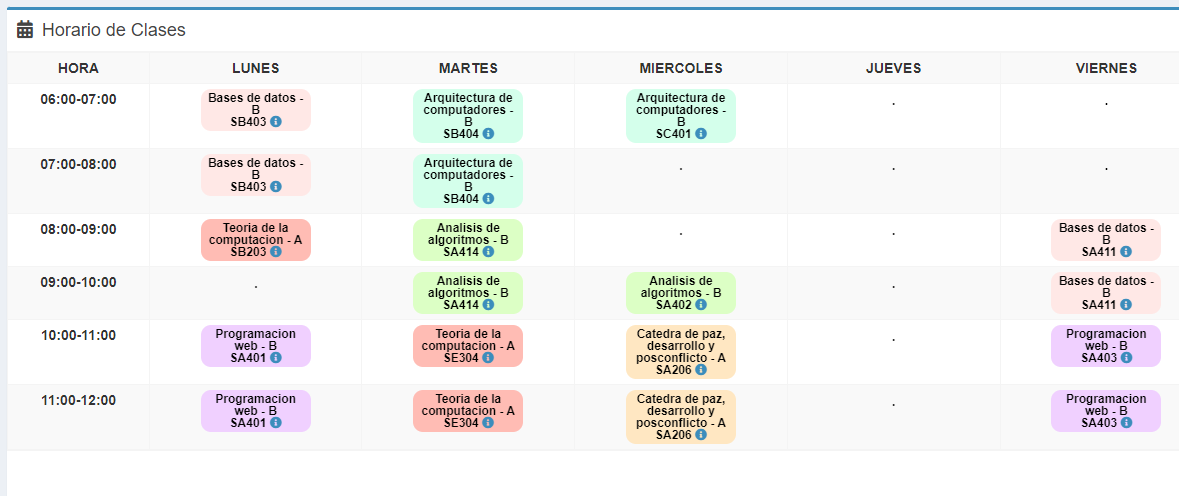 Horario de Clases
HORA LUNES MARTES MIERCOLES JUEVES VIERNES
06:00-07:00
Bases de datos -
B
SB403
Arquitectura de
computadores -
B
SB404
Arquitectura de
computadores -
B
SC401
.
.
07:00-08:00
Bases de datos -
B
SB403
Arquitectura de
computadores -
B
SB404
.
.
.
08:00-09:00
Teoria de la
computacion - A
SB203
Analisis de
algoritmos - B
SA414
.
.
Bases de datos -
B
SA411
09:00-10:00
.
Analisis de
algoritmos - B
SA414
Analisis de
algoritmos - B
SA402
.
Bases de datos -
B
SA411
10:00-11:00
Programacion
web - B
SA401
Teoria de la
computacion - A
SE304
Catedra de paz,
desarrollo y
posconflicto - A
SA206
.
Programacion
web - B
SA403
11:00-12:00
Programacion
web - B
SA401
Teoria de la
computacion - A
SE304
Catedra de paz,
desarrollo y
posconflicto - A
SA206
.
Programacion
web - B
SA403